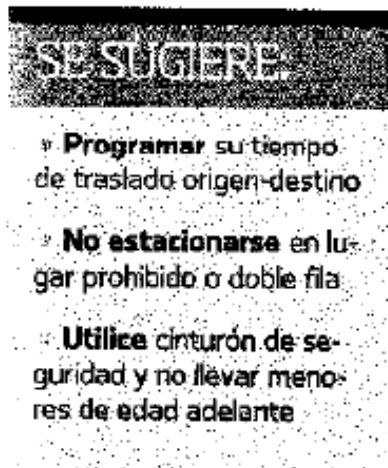 SE SUGIERE:
» Programar su tiempo
de traslado origen-destino
» No estacionarse en lu-
gar prohibido o doble fila
» Utilice cinturón de se-
guridad y no llevar meno-
res de edad adelante